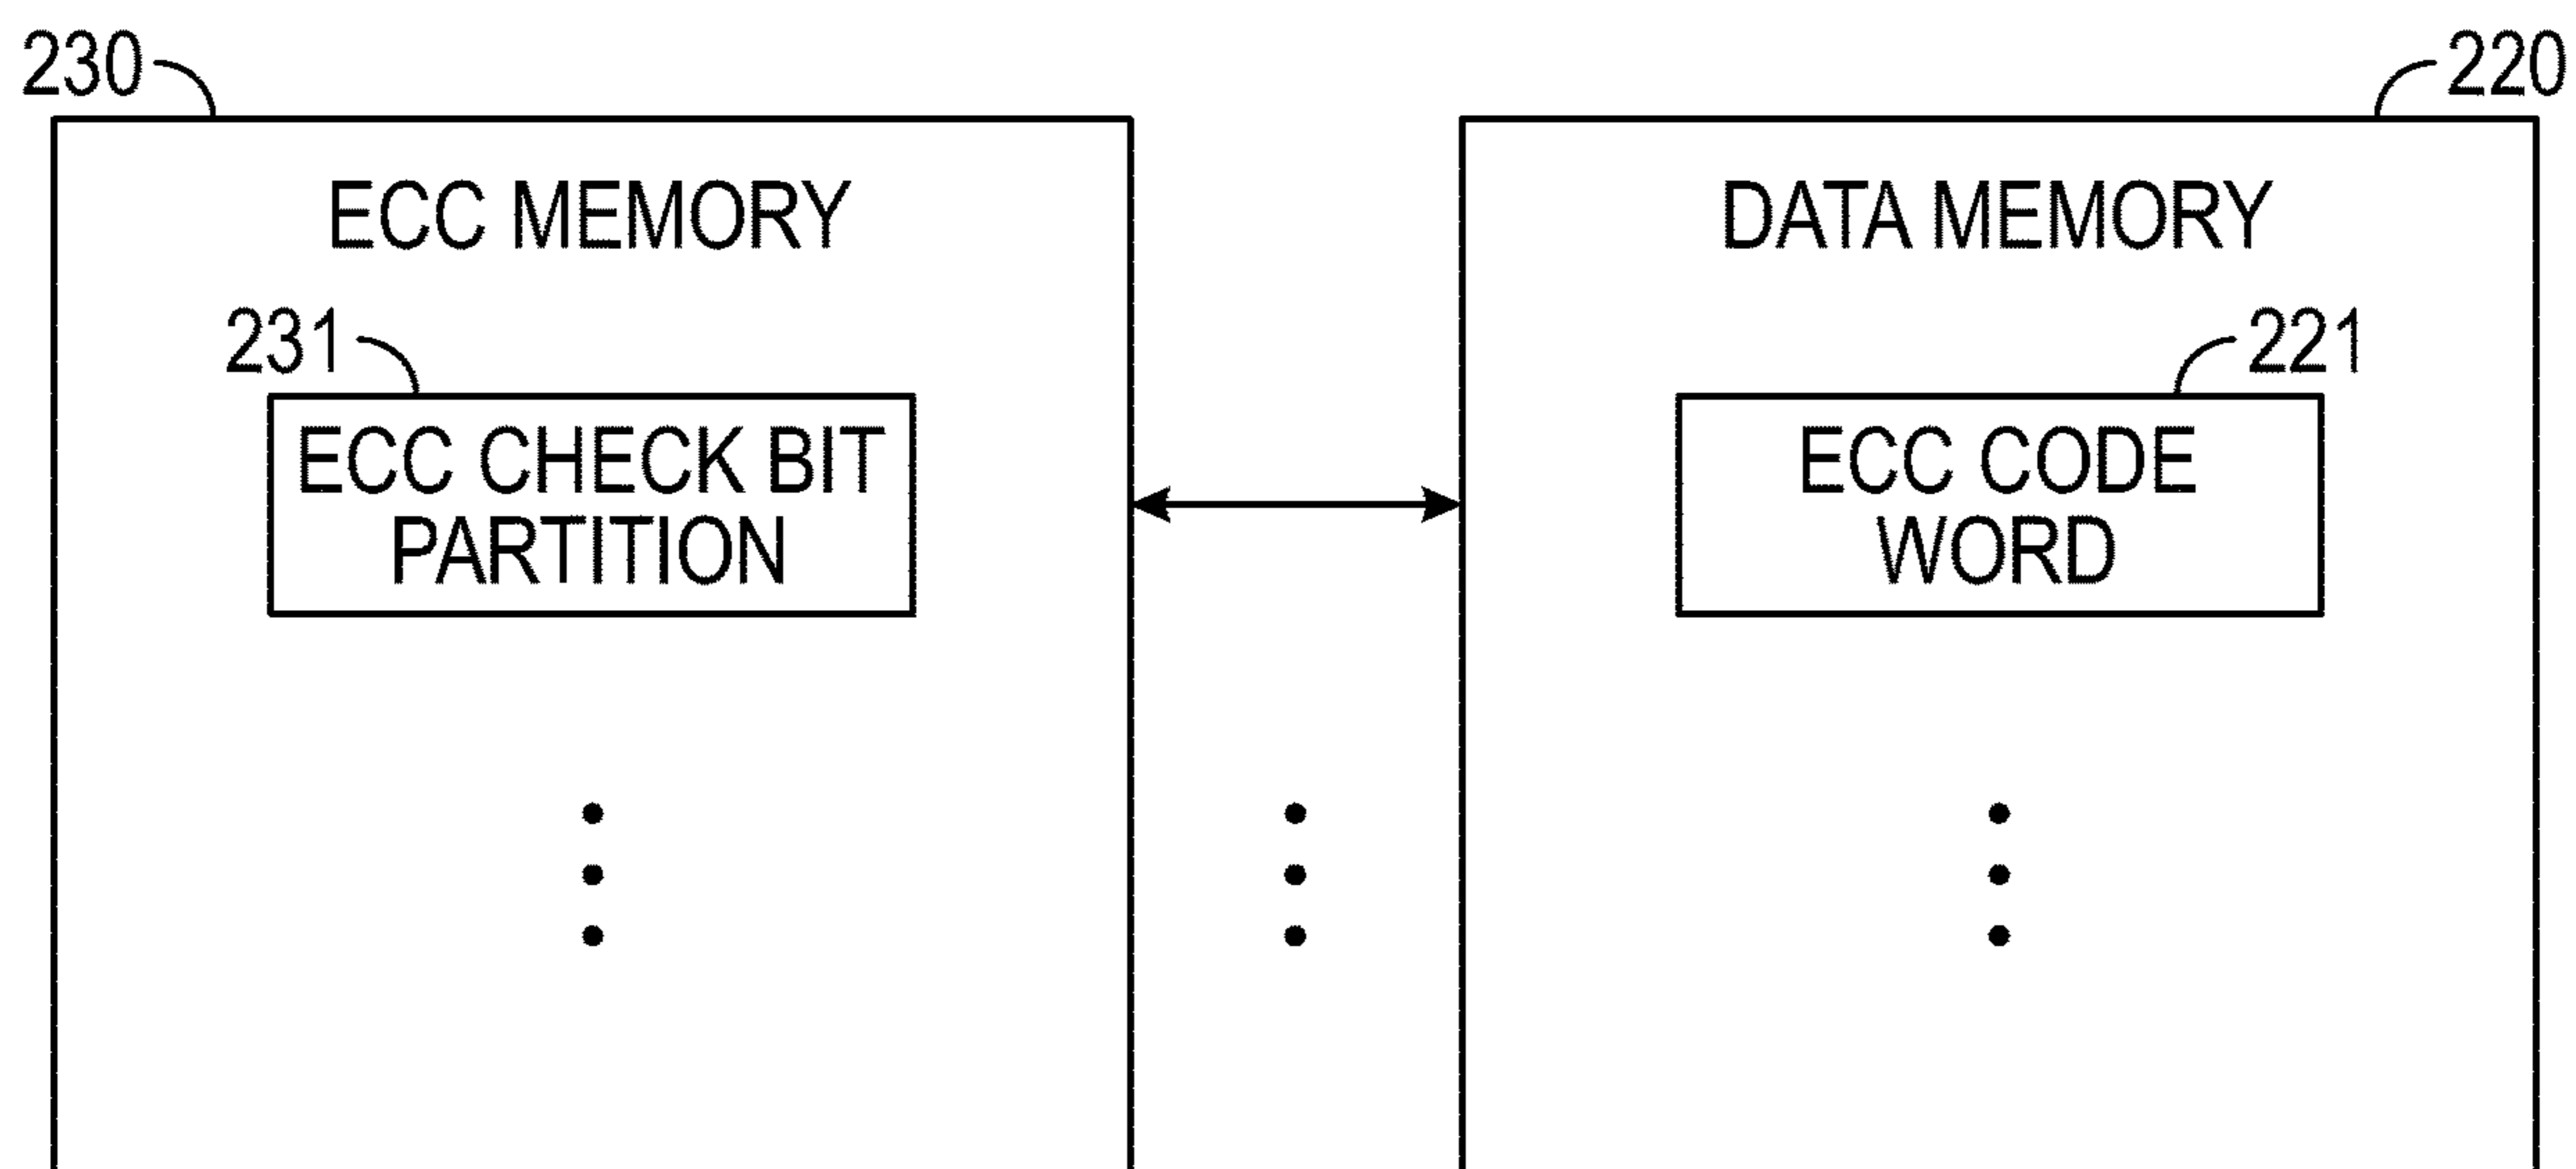 230
220
ECC MEMORY
DATA MEMORY
231
221
ECC CHECK BIT
PARTITION
ECC CODE
WORD